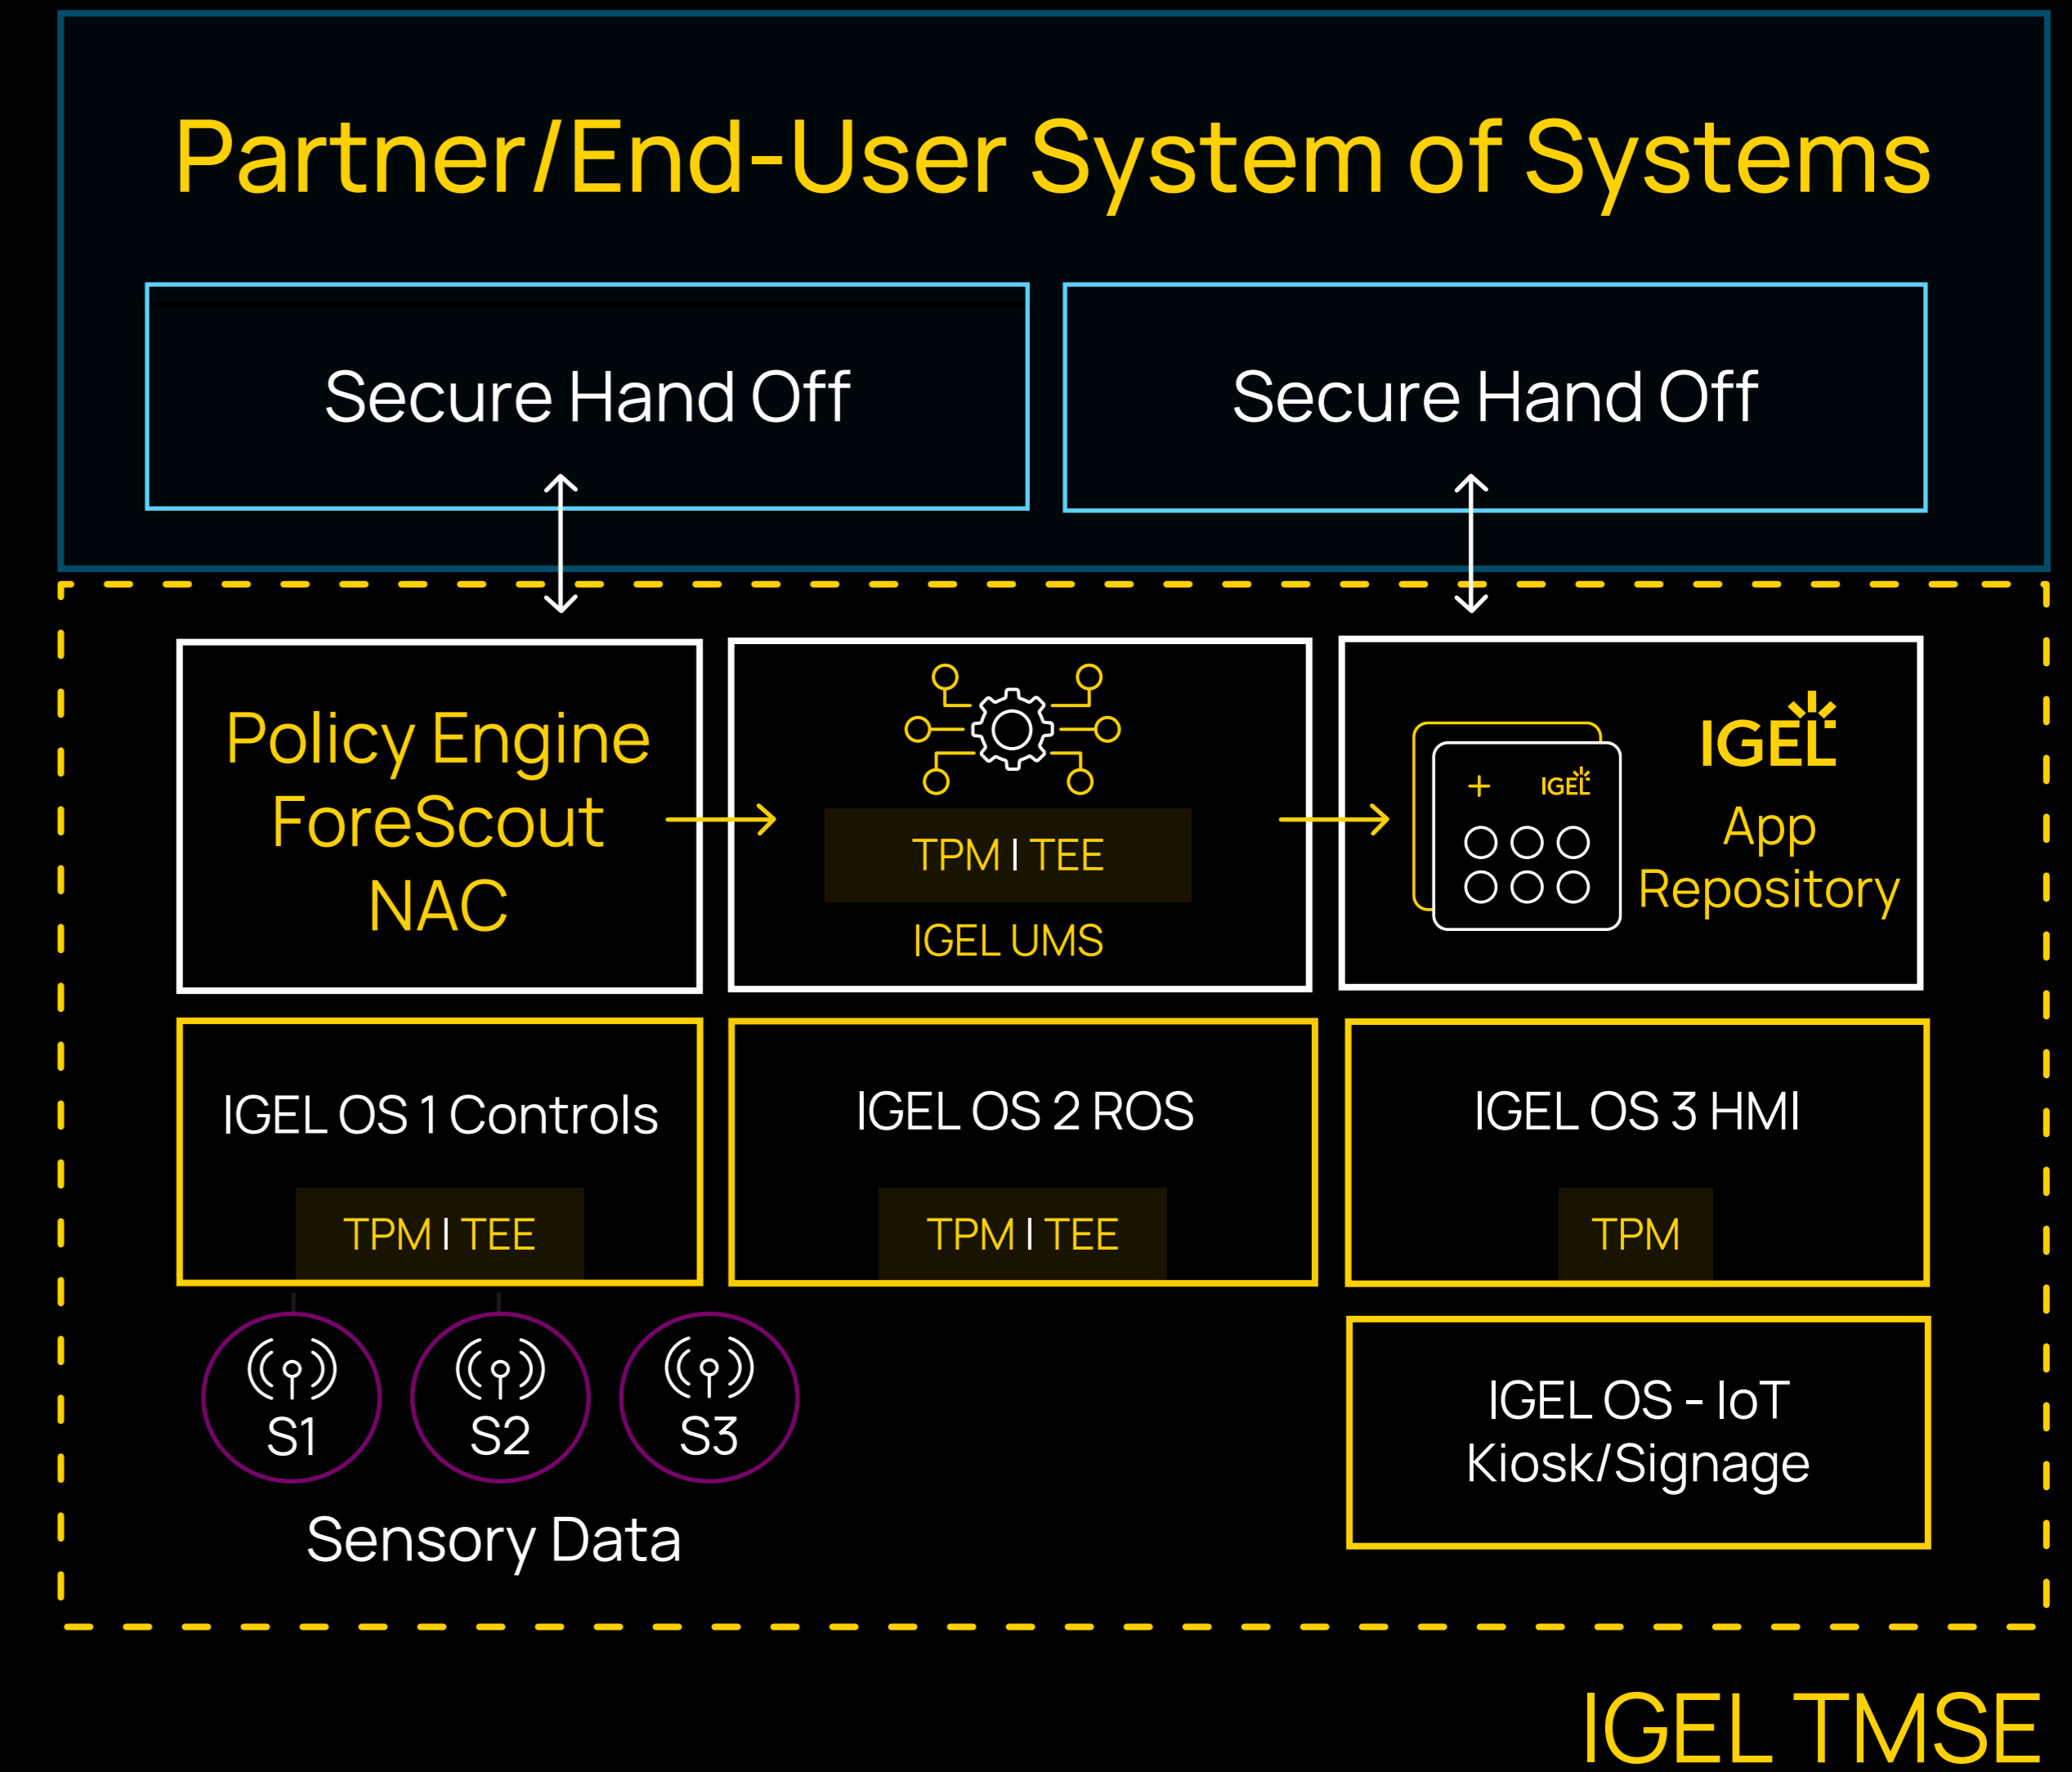 Partner/End-User System of Systems
Secure Hand Off
Secure Hand Off
Policy Engine
ForeScout
NAC
TPM | TEE
IGEL UMS
IGEL
IGEL
App
Repository
IGEL OS 1 Controls
TPM | TEE
IGEL OS 2 ROS
TPM | TEE
IGEL OS 3 HMI
TPM
S1
S2
S3
Sensory Data
IGEL OS - IoT
Kiosk/Signage
IGEL TMSE